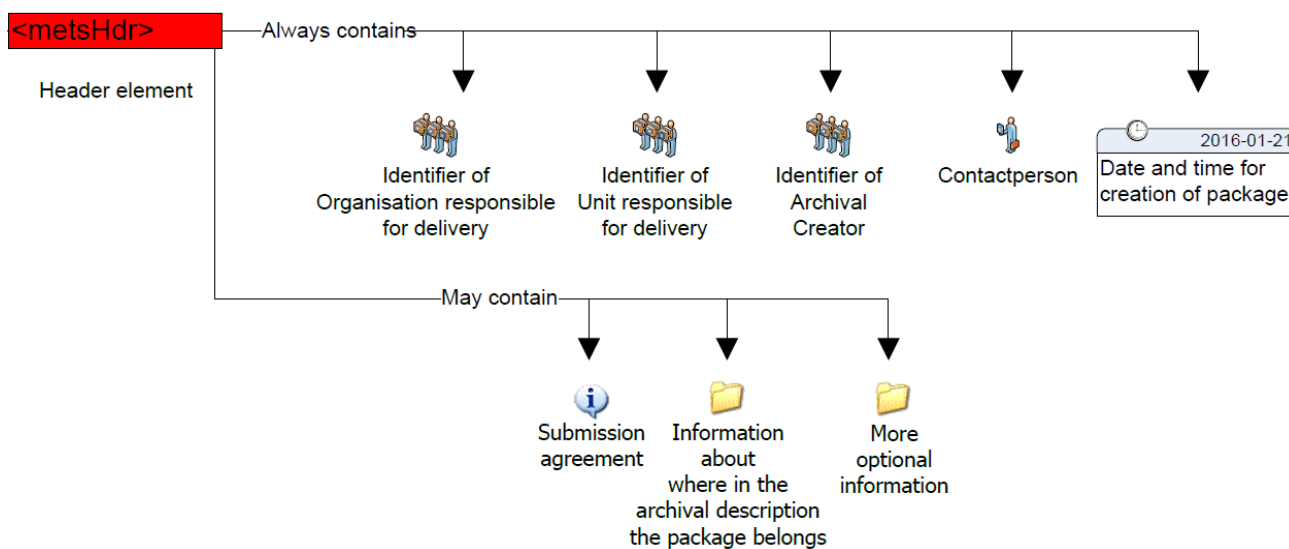 <metsHdr>
Always contains
Header element
Identifier of
Organisation responsible
for delivery
Identifier of
Unit responsible
for delivery
Identifier of
Archival
Creator
Contactperson
2016-01-21
Date and time for
creation of package
May contain
Submission
agreement
Information
about
where in the
archival description
the package belongs
More
optional
information